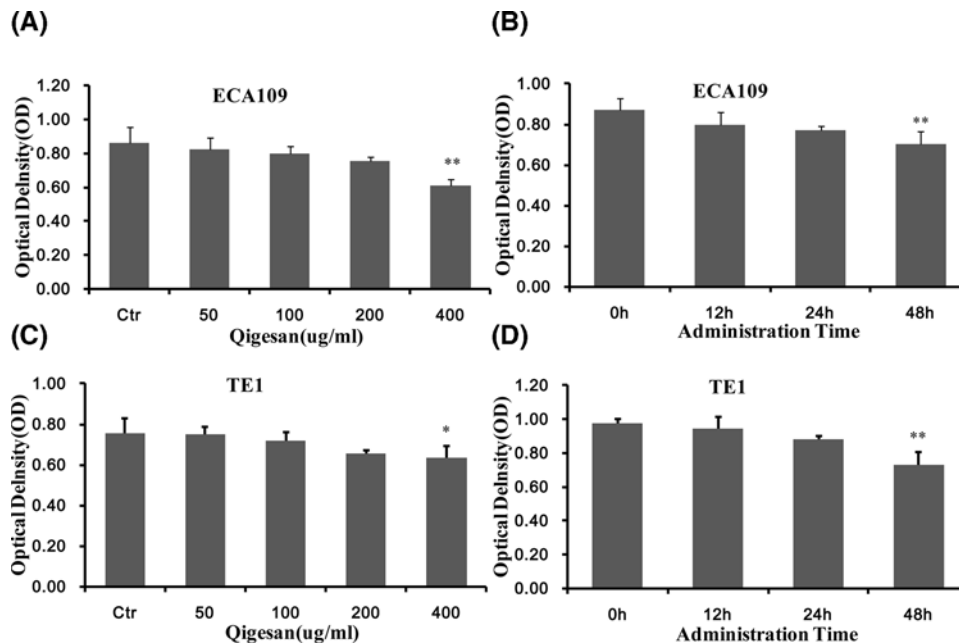 (A)
ECA109
Optical Delnsity(OD)
1.20
1.00
0.80
0.60
0.40
0.20
0.00
**
Ctr 50 100 200 400
Qigesan(ug/ml)
(B)
ECA109
Optical Delnsity(OD)
1.00
0.80
0.60
0.40
0.20
0.00
**
0h 12h 24h 48h
Administration Time
(C)
TE1
Optical Delnsity(OD)
1.00
0.80
0.60
0.40
0.20
0.00
*
Ctr 50 100 200 400
Qigesan(ug/ml)
(D)
TE1
Optical Delnsity(OD)
1.20
1.00
0.80
0.60
0.40
0.20
0.00
**
0h 12h 24h 48h
Administration Time